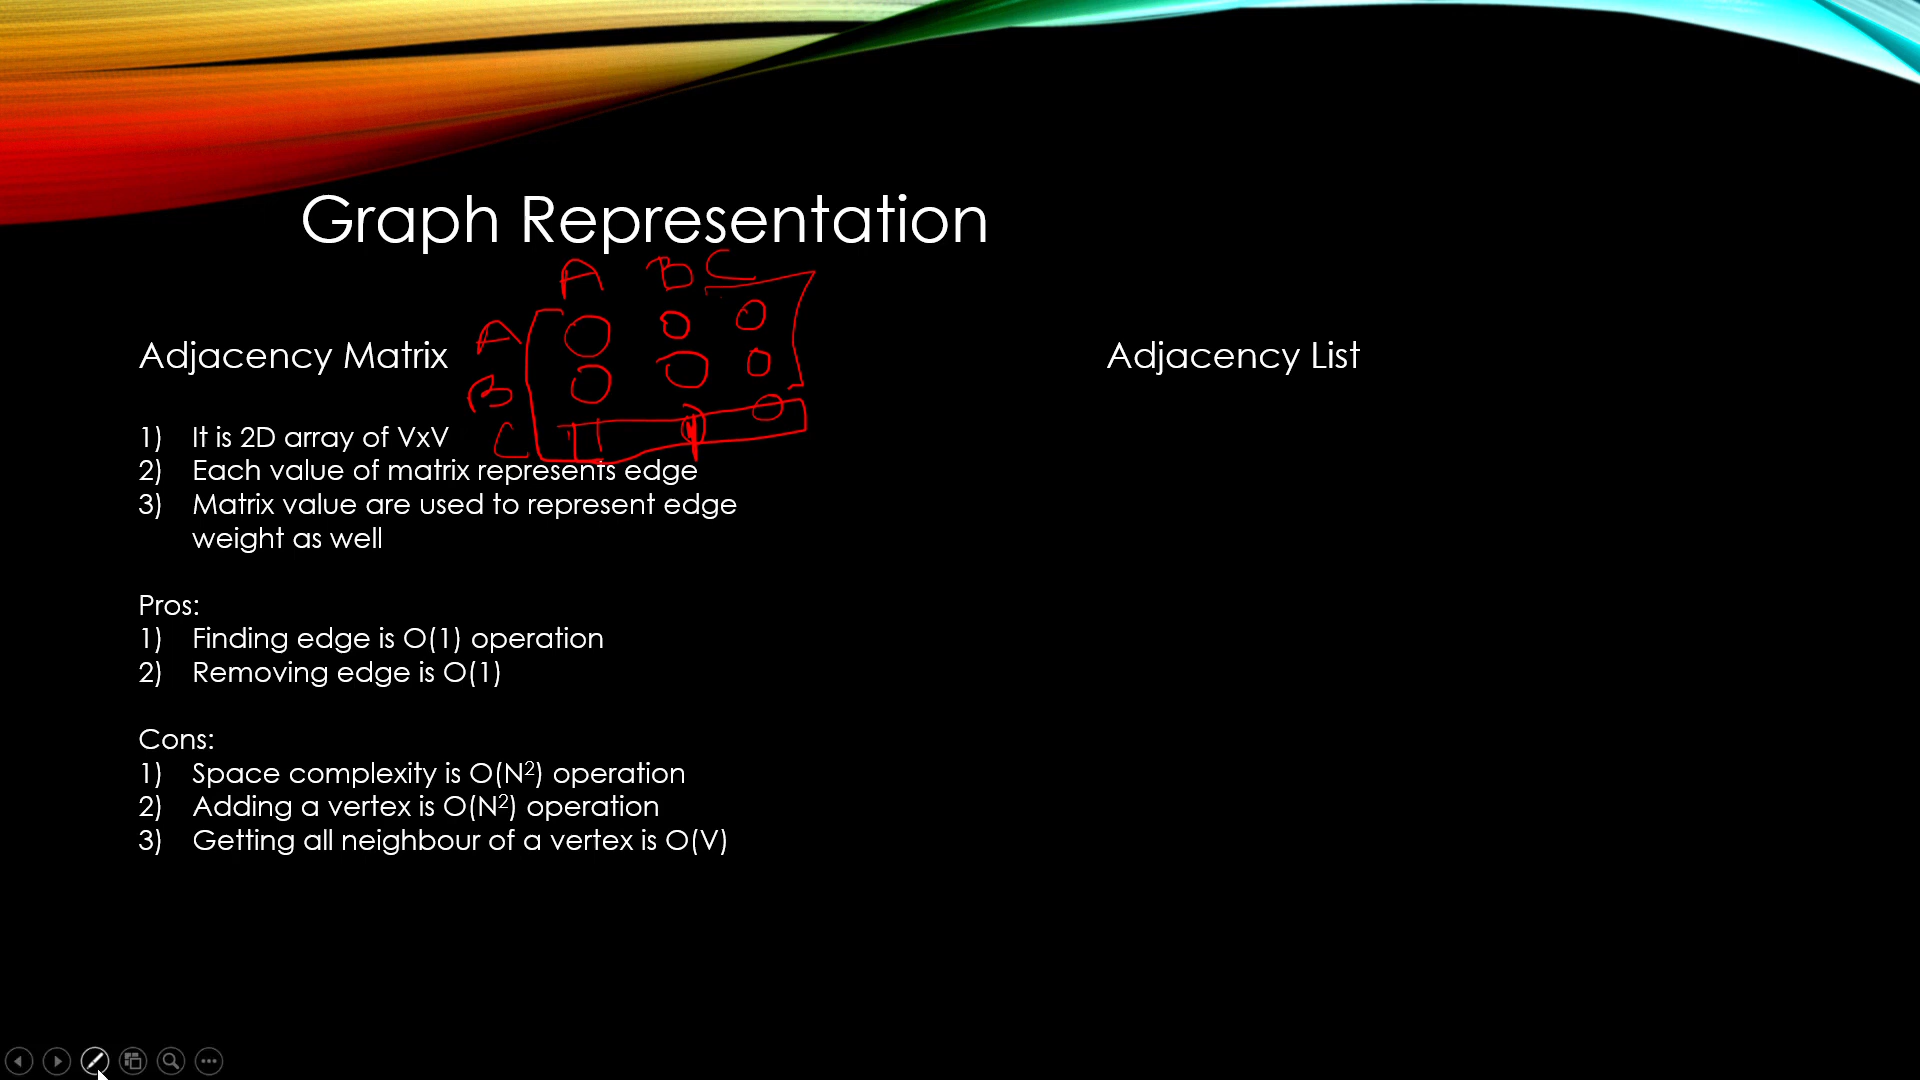 Graph Representation
A B C
A O O O
Adjacency Matrix
B O O O
C O
1) It is 2D array of VxV
2) Each value of matrix represents edge
3) Matrix value are used to represent edge
weight as well
Pros:
1) Finding edge is O(1) operation
2) Removing edge is O(1)
Cons:
1) Space complexity is O(N²) operation
2) Adding a vertex is O(N²) operation
3) Getting all neighbour of a vertex is O(V)
Adjacency List